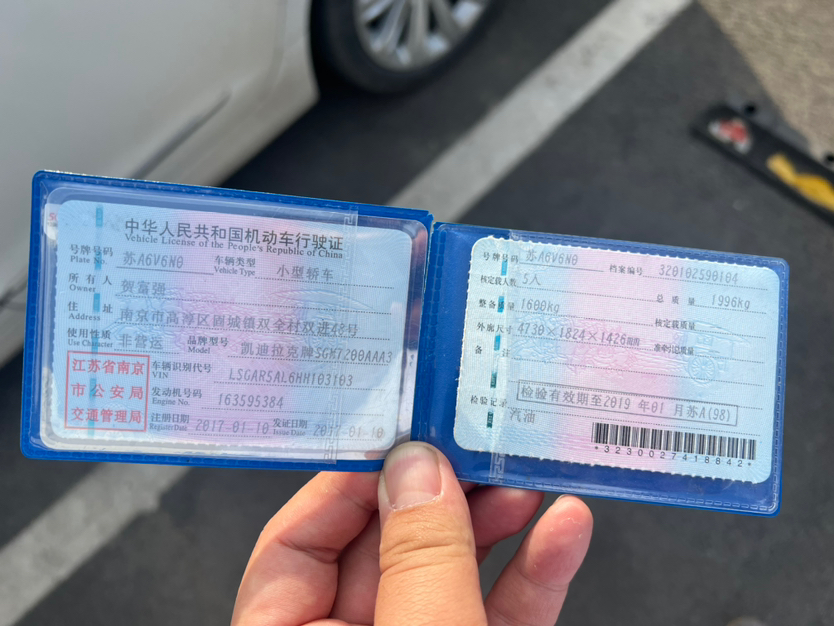 中华人民共和国机动车行驶证
Vehicle License of the People's Republic of China
号牌号码 Plate No. 苏A6V6N0 车辆类型 Vehicle Type 小型轿车
所有人 Owner 贺富强
住址 Address 南京市高淳区固城镇双全村双进48号
使用性质 Use Character 非营运 品牌型号 Model 凯迪拉克牌SGM7200AAA3
江苏省南京
市公安局
交通管理局
车辆识别代号 VIN LSGAR5AL6HH103103
发动机号码 Engine No. 163595384
注册日期 Register Date 2017-01-10 发证日期 Issue Date 2017-01-10
号牌号码 苏A6V6N0 档案编号 320102590104
核定载人数 5人 总质量 1996kg
整备质量 1600kg 核定载质量
外廓尺寸 4730×1824×1426mm 准牵引总质量
备注
检验有效期至2019年01月苏A(98)
检验记录
汽油
*3230027418842*